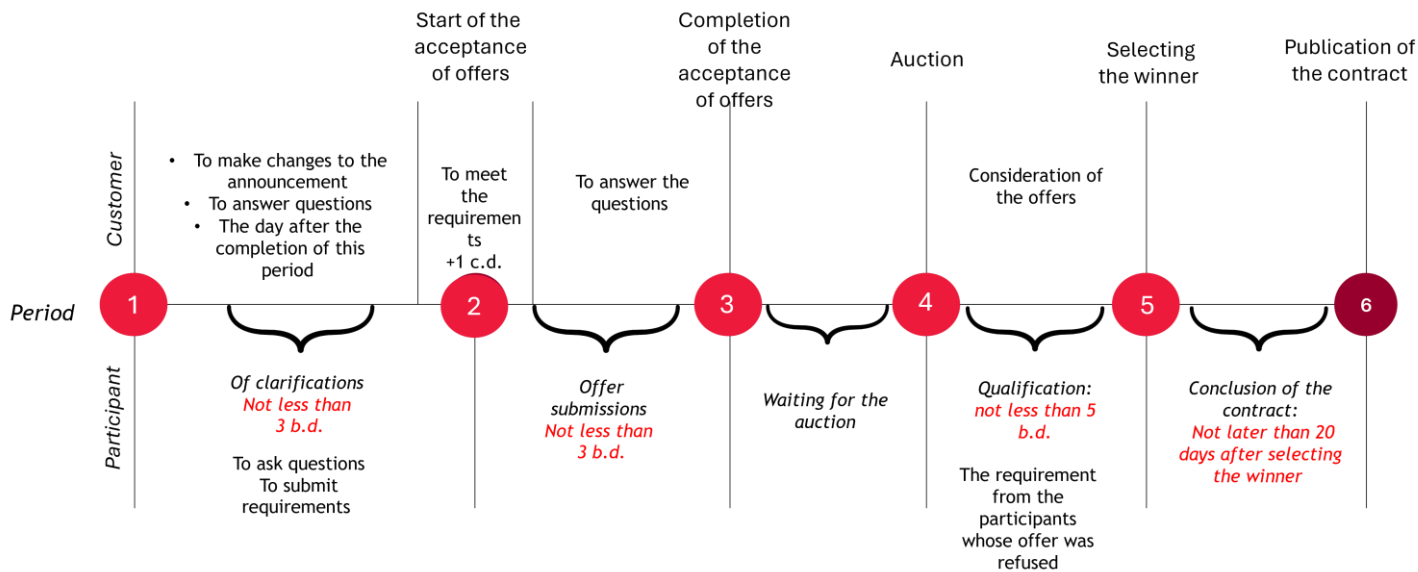 Start of the
acceptance
of offers
Completion
of the
acceptance
of offers
Auction
Selecting
the winner
Publication of
the contract
Customer
• To make changes to the
announcement
• To answer questions
• The day after the
completion of this
period
To meet
the
requiremen
ts
+1 c.d.
To answer the
questions
Consideration of
the offers
Period
1
2
3
4
5
6
Participant
Of clarifications
Not less than
3 b.d.
To ask questions
To submit
requirements
Offer
submissions
Not less than
3 b.d.
Waiting for the
auction
Qualification:
not less than 5
b.d.
The requirement
from the
participants
whose offer was
refused
Conclusion of the
contract:
Not later than 20
days after selecting
the winner